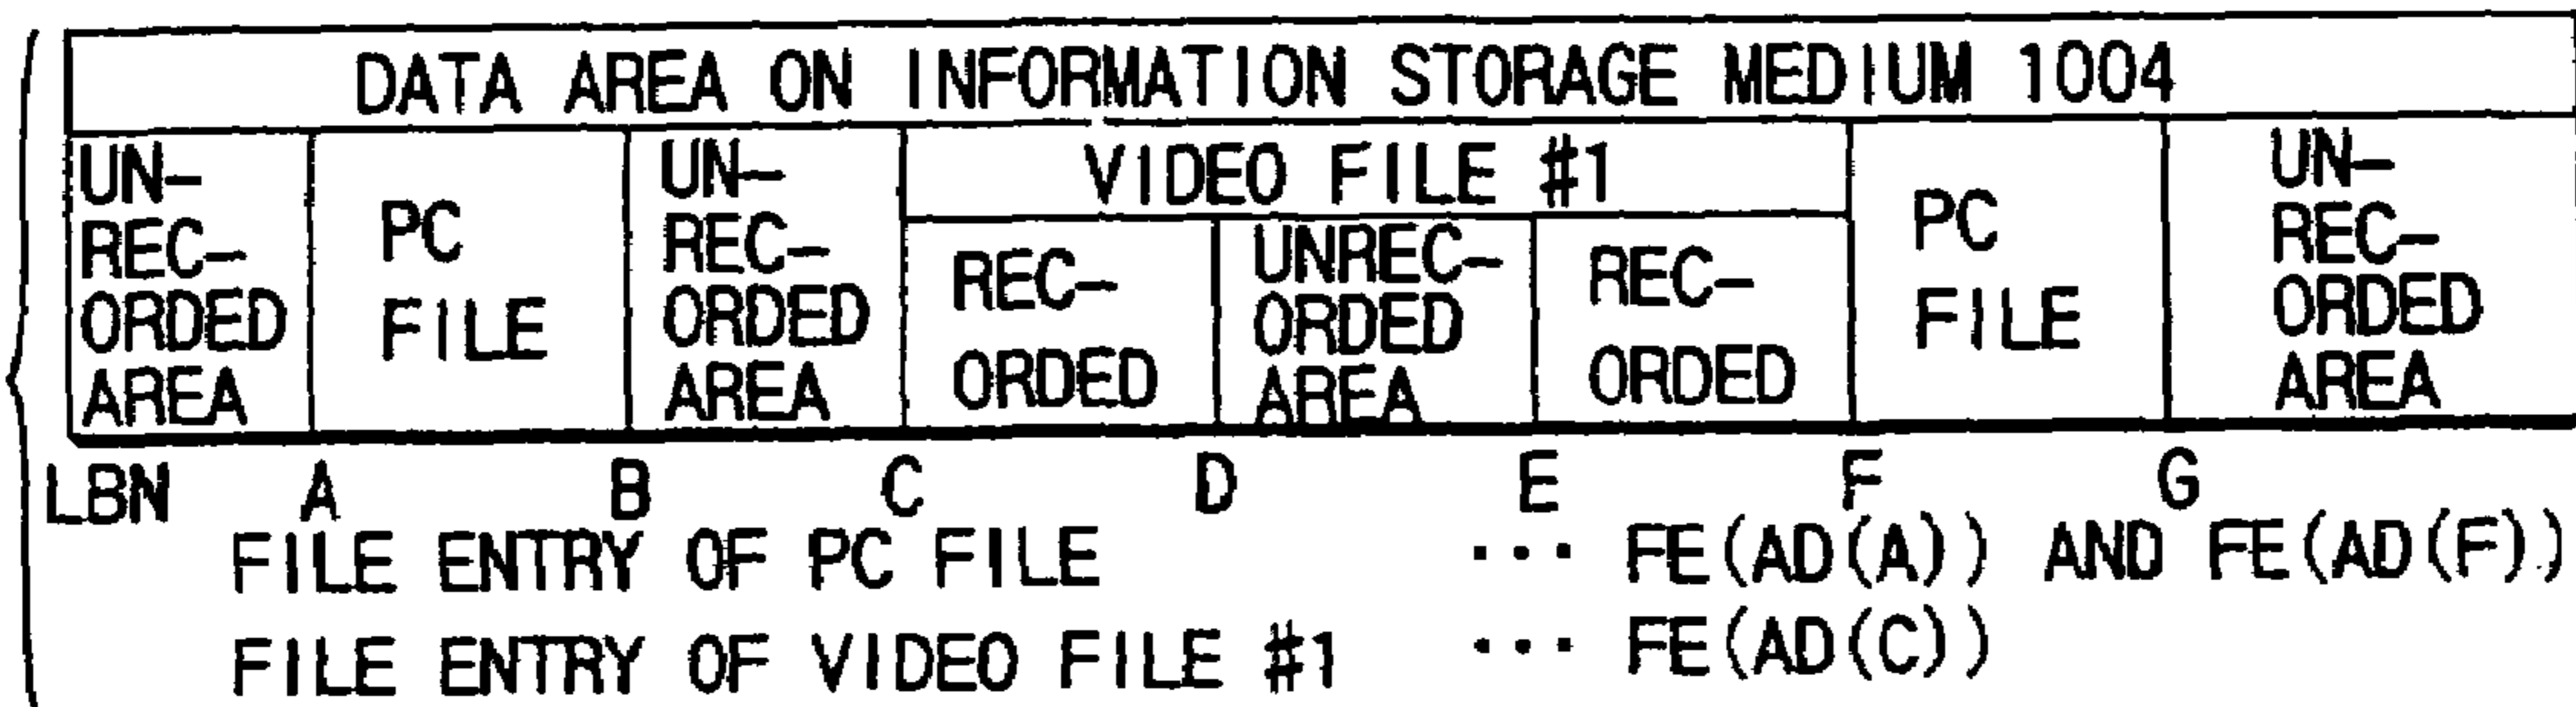 DATA AREA ON INFORMATION STORAGE MEDIUM 1004
UN-
REC-
ORDED
AREA
PC
FILE
UN-
REC-
ORDED
AREA
VIDEO FILE #1
REC-
ORDED
UNREC-
ORDED
AREA
REC-
ORDED
PC
FILE
UN-
REC-
ORDED
AREA
LBN A B C D E F G
FILE ENTRY OF PC FILE ... FE(AD(A)) AND FE(AD(F))
FILE ENTRY OF VIDEO FILE #1 ... FE(AD(C))